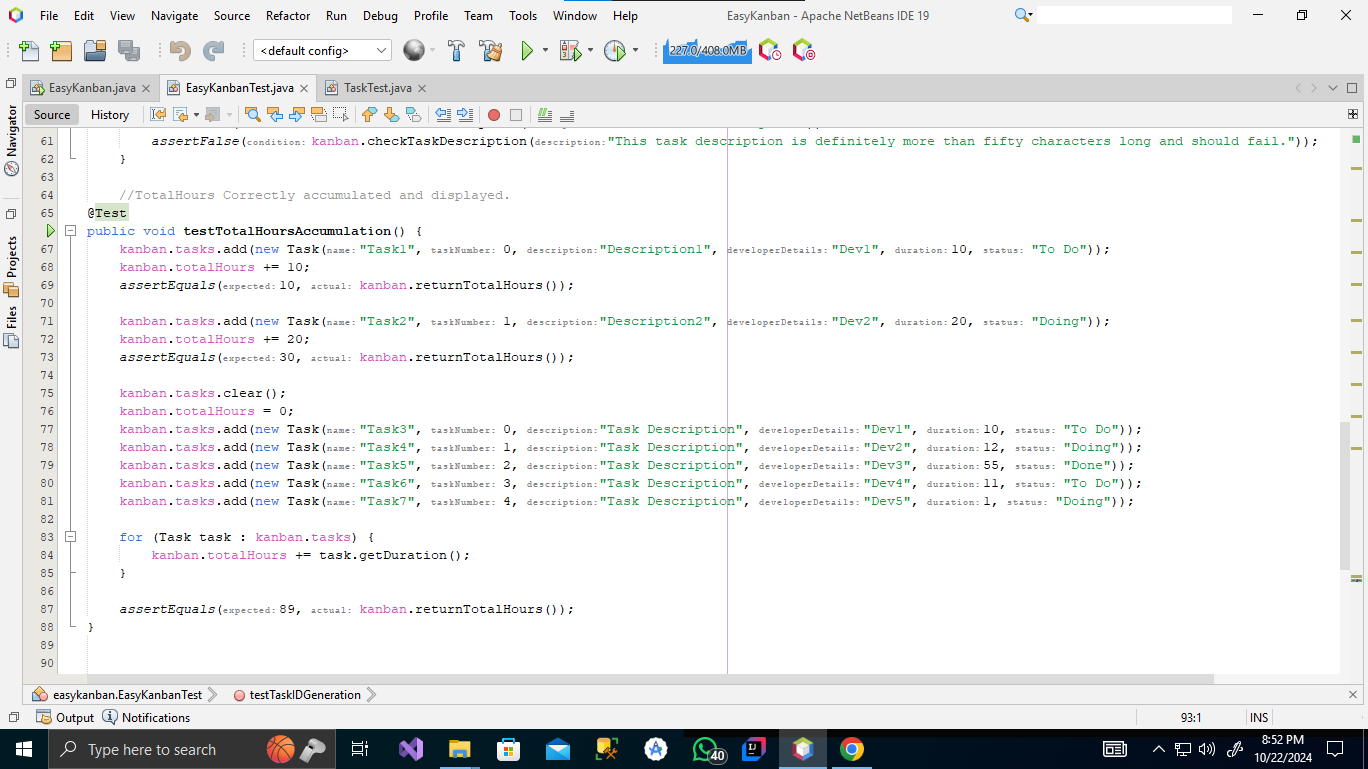 File Edit View Navigate Source Refactor Run Debug Profile Team Tools Window Help EasyKanban - Apache NetBeans IDE 19
<default config> 227.0/408.0MB
EasyKanban.java EasyKanbanTest.java TaskTest.java
Source History
Navigator
Projects
Files
61 assertFalse(condition: kanban.checkTaskDescription(description: "This task description is definitely more than fifty characters long and should fail."));
62 }
63
64 //TotalHours Correctly accumulated and displayed.
65 @Test
public void testTotalHoursAccumulation() {
67 kanban.tasks.add(new Task(name: "Task1", taskNumber: 0, description: "Description1", developerDetails: "Dev1", duration: 10, status: "To Do"));
68 kanban.totalHours += 10;
69 assertEquals(expected: 10, actual: kanban.returnTotalHours());
70
71 kanban.tasks.add(new Task(name: "Task2", taskNumber: 1, description: "Description2", developerDetails: "Dev2", duration: 20, status: "Doing"));
72 kanban.totalHours += 20;
73 assertEquals(expected: 30, actual: kanban.returnTotalHours());
74
75 kanban.tasks.clear();
76 kanban.totalHours = 0;
77 kanban.tasks.add(new Task(name: "Task3", taskNumber: 0, description: "Task Description", developerDetails: "Dev1", duration: 10, status: "To Do"));
78 kanban.tasks.add(new Task(name: "Task4", taskNumber: 1, description: "Task Description", developerDetails: "Dev2", duration: 12, status: "Doing"));
79 kanban.tasks.add(new Task(name: "Task5", taskNumber: 2, description: "Task Description", developerDetails: "Dev3", duration: 55, status: "Done"));
80 kanban.tasks.add(new Task(name: "Task6", taskNumber: 3, description: "Task Description", developerDetails: "Dev4", duration: 11, status: "To Do"));
81 kanban.tasks.add(new Task(name: "Task7", taskNumber: 4, description: "Task Description", developerDetails: "Dev5", duration: 1, status: "Doing"));
82
83 for (Task task : kanban.tasks) {
84 kanban.totalHours += task.getDuration();
85 }
86
87 assertEquals(expected: 89, actual: kanban.returnTotalHours());
88 }
89
90
easykanban.EasyKanbanTest testTaskIDGeneration
Output Notifications 93:1 INS
Type here to search 40 8:52 PM
10/22/2024